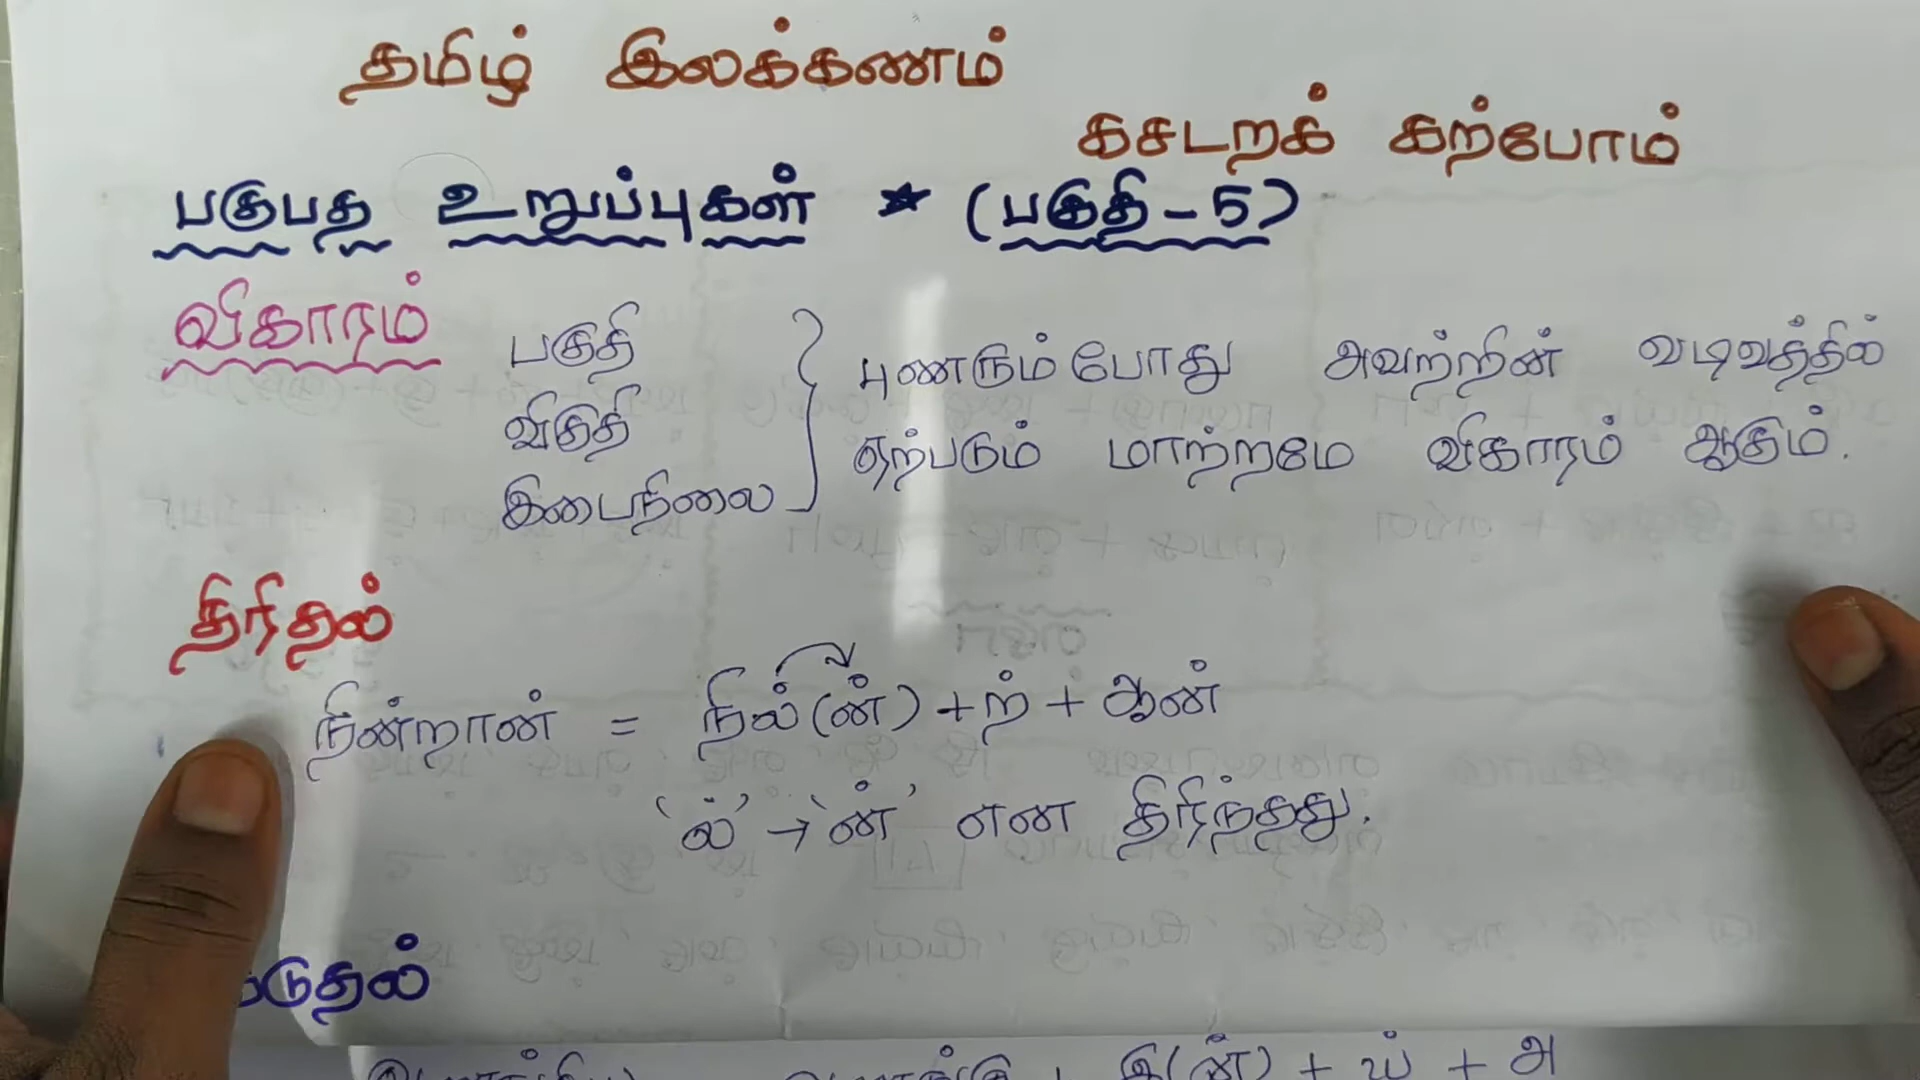 தமிழ் இலக்கணம்
கசடறக் கற்போம்
பகுபத உறுப்புகள் * (பகுதி - 5)
விகாரம்
பகுதி
விகுதி
இடைநிலை
புணரும்போது அவற்றின் வடிவத்தில்
ஏற்படும் மாற்றமே விகாரம் ஆகும்.
திரிதல்
நின்றான் = நில்(ன்) + ற் + ஆன்
'ல்' → 'ன்' என திரிந்தது.
கெடுதல்
இ(ன்) + ய் + அ